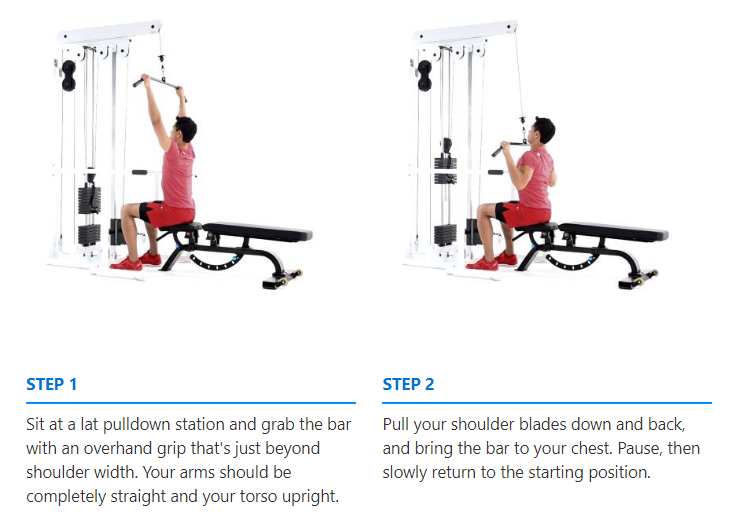 STEP 1
Sit at a lat pulldown station and grab the bar
with an overhand grip that's just beyond
shoulder width. Your arms should be
completely straight and your torso upright.
STEP 2
Pull your shoulder blades down and back,
and bring the bar to your chest. Pause, then
slowly return to the starting position.